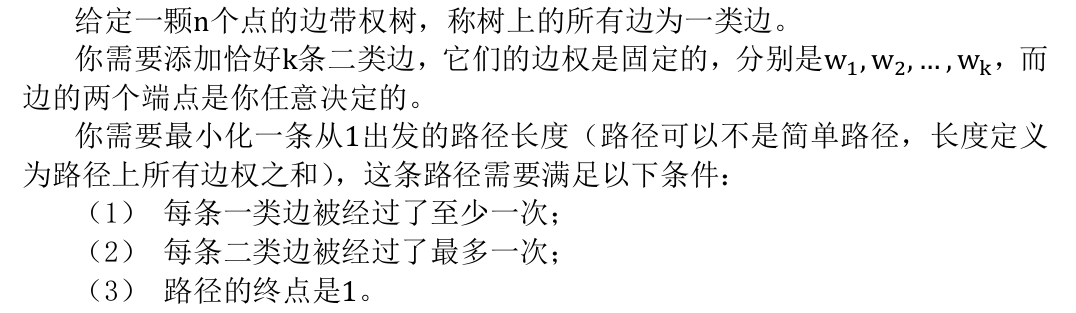 给定一颗n个点的边带权树，称树上的所有边为一类边。
你需要添加恰好k条二类边，它们的边权是固定的，分别是w₁, w₂, … , wₖ，而
边的两个端点是你任意决定的。
你需要最小化一条从1出发的路径长度（路径可以不是简单路径，长度定义
为路径上所有边权之和），这条路径需要满足以下条件：
（1） 每条一类边被经过了至少一次；
（2） 每条二类边被经过了最多一次；
（3） 路径的终点是1。